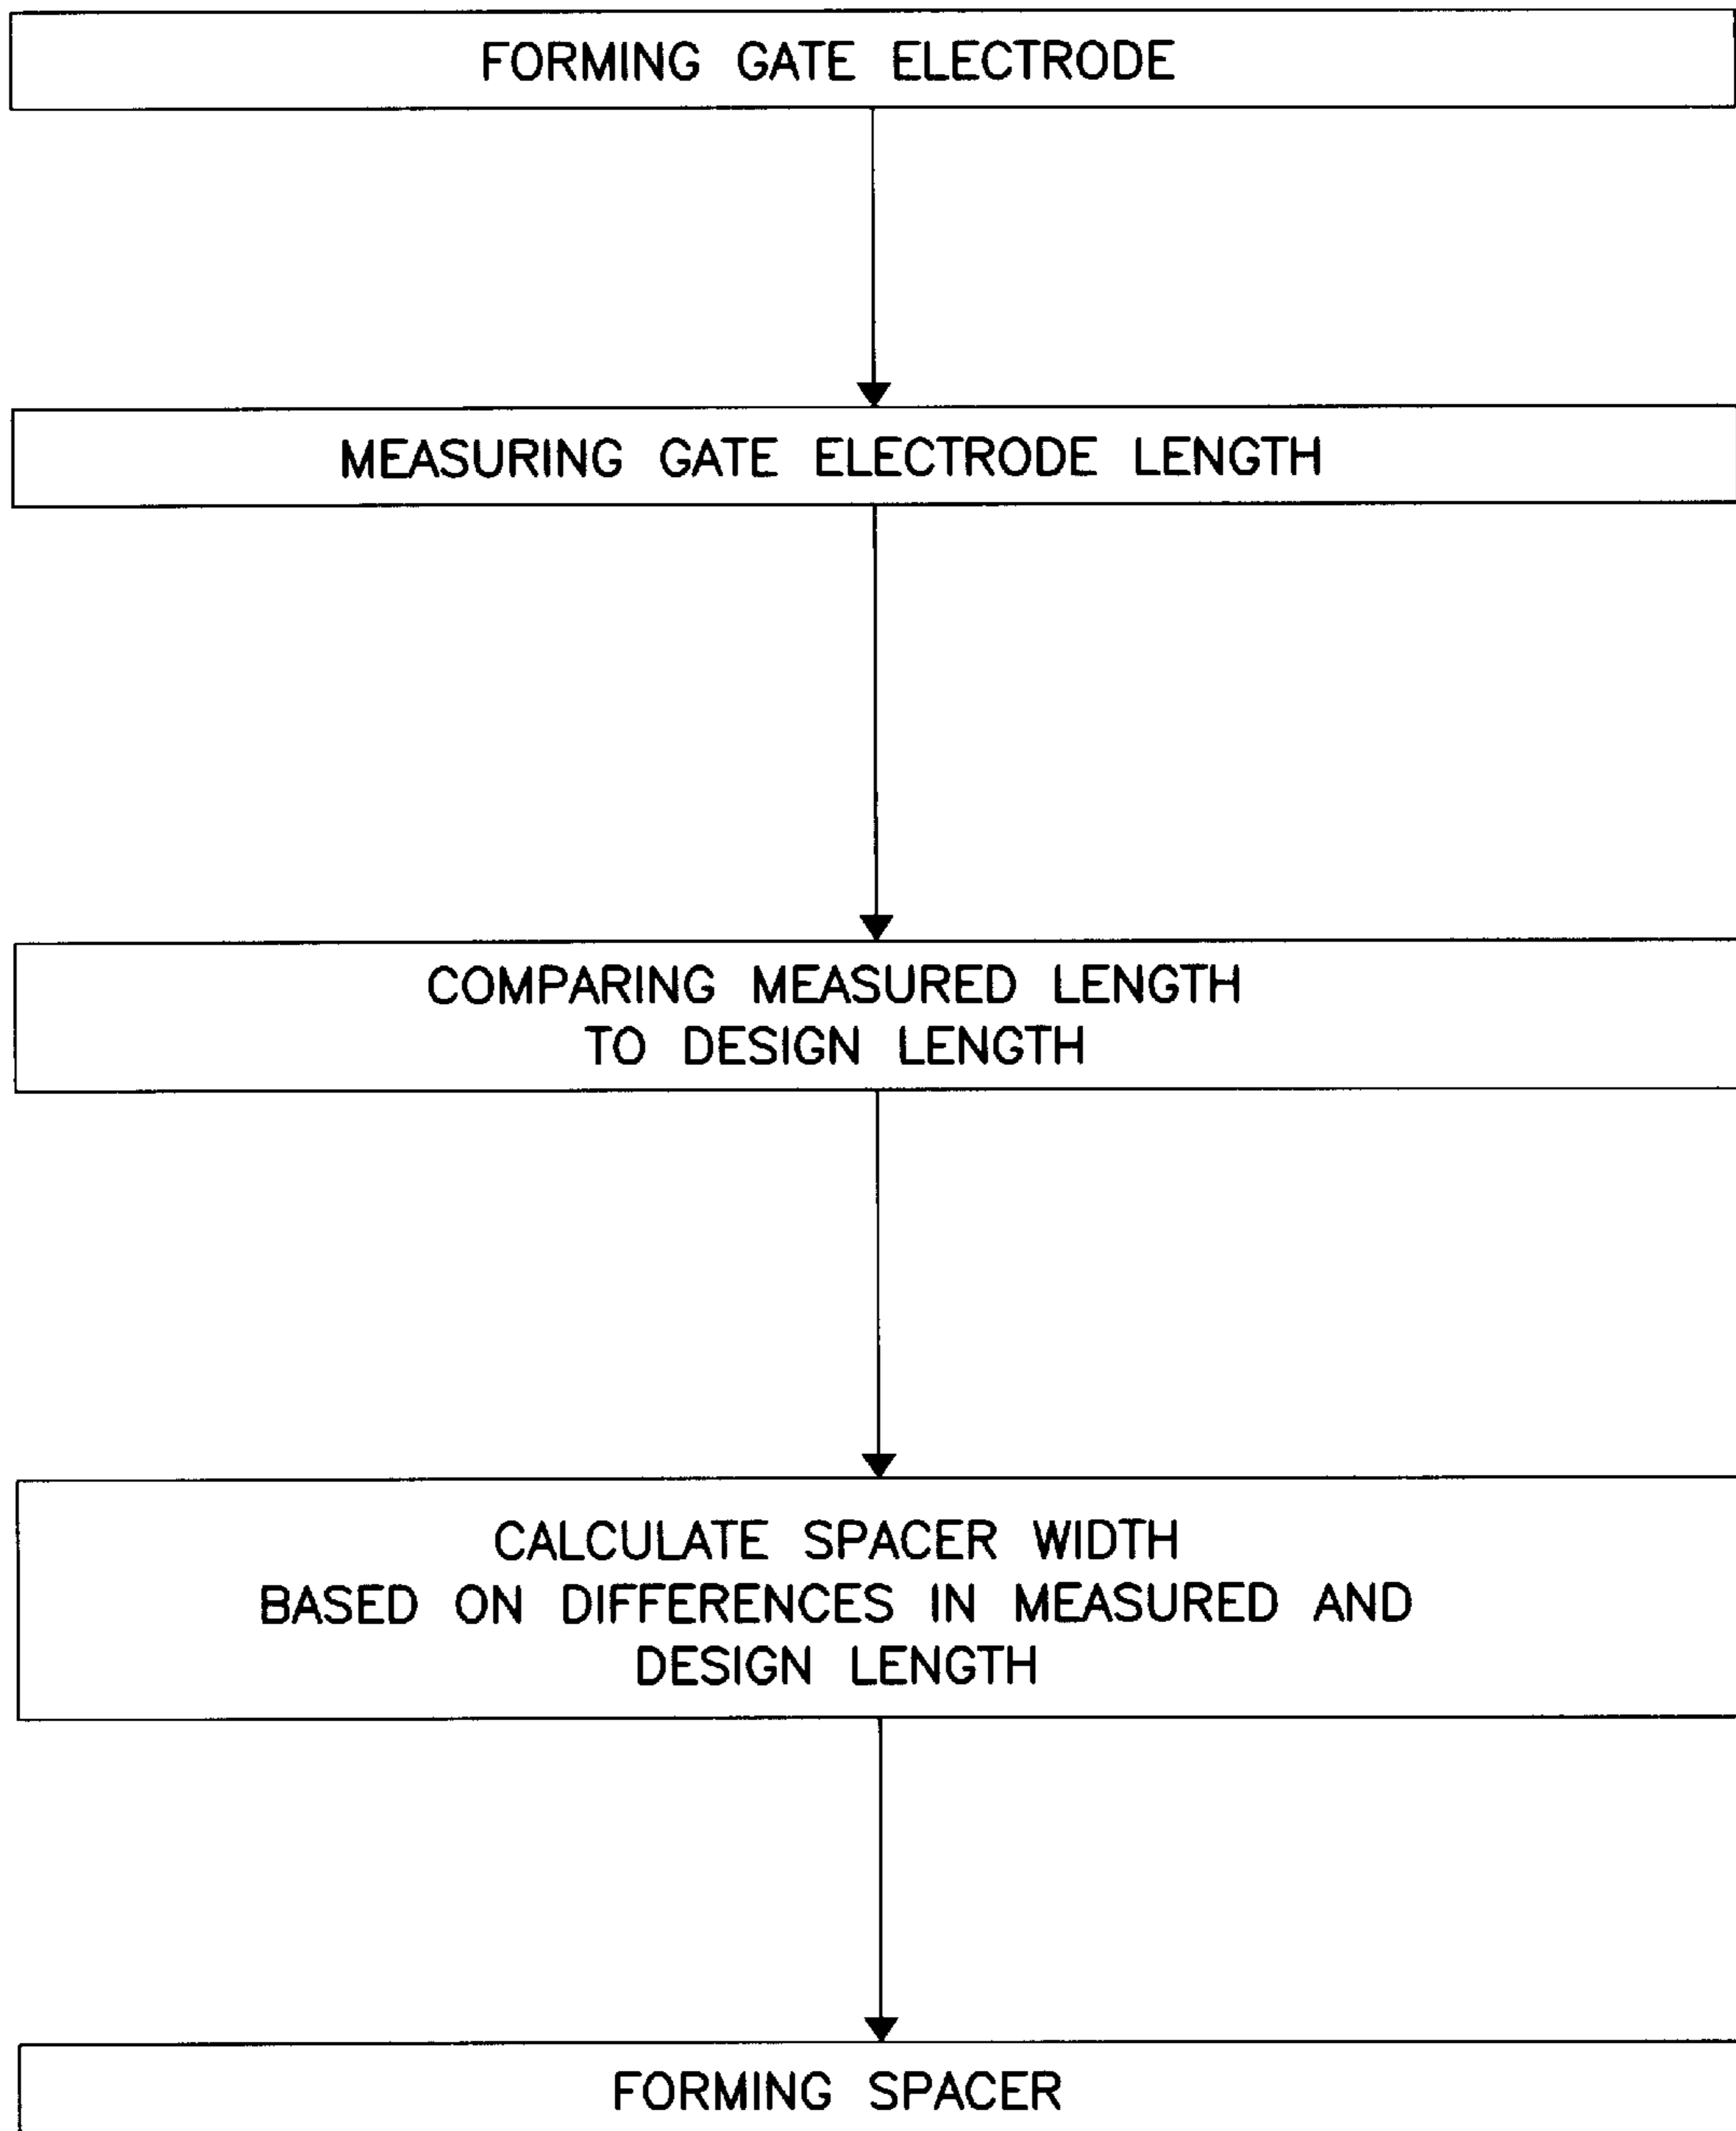 FORMING GATE ELECTRODE
MEASURING GATE ELECTRODE LENGTH
COMPARING MEASURED LENGTH
TO DESIGN LENGTH
CALCULATE SPACER WIDTH
BASED ON DIFFERENCES IN MEASURED AND
DESIGN LENGTH
FORMING SPACER